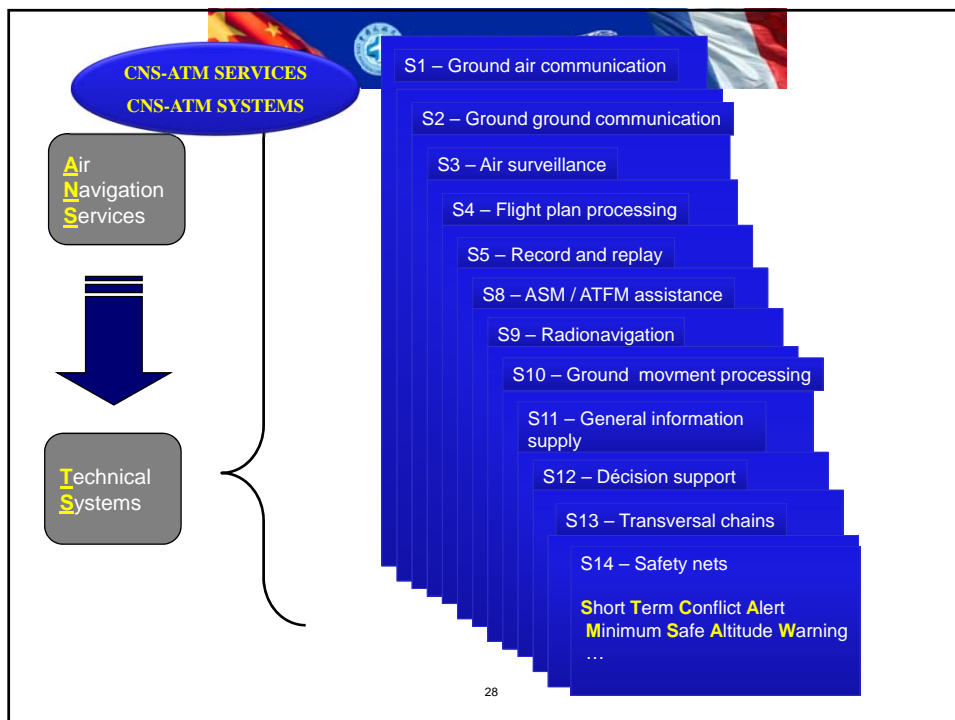 CNS-ATM SERVICES
CNS-ATM SYSTEMS
Air
Navigation
Services
Technical
Systems
S1 – Ground air communication
S2 – Ground ground communication
S3 – Air surveillance
S4 – Flight plan processing
S5 – Record and replay
S8 – ASM / ATFM assistance
S9 – Radionavigation
S10 – Ground movment processing
S11 – General information
supply
S12 – Décision support
S13 – Transversal chains
S14 – Safety nets
Short Term Conflict Alert
Minimum Safe Altitude Warning
…
28